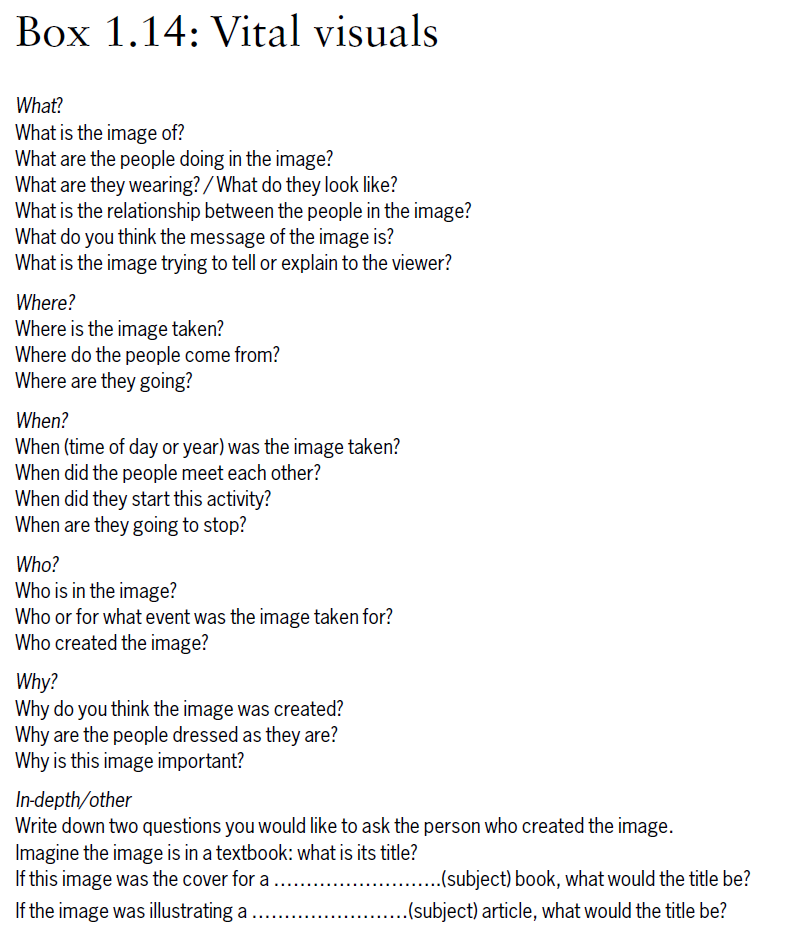 Box 1.14: Vital visuals
What?
What is the image of?
What are the people doing in the image?
What are they wearing? / What do they look like?
What is the relationship between the people in the image?
What do you think the message of the image is?
What is the image trying to tell or explain to the viewer?
Where?
Where is the image taken?
Where do the people come from?
Where are they going?
When?
When (time of day or year) was the image taken?
When did the people meet each other?
When did they start this activity?
When are they going to stop?
Who?
Who is in the image?
Who or for what event was the image taken for?
Who created the image?
Why?
Why do you think the image was created?
Why are the people dressed as they are?
Why is this image important?
In-depth/other
Write down two questions you would like to ask the person who created the image.
Imagine the image is in a textbook: what is its title?
If this image was the cover for a ……………………..(subject) book, what would the title be?
If the image was illustrating a ……………………(subject) article, what would the title be?